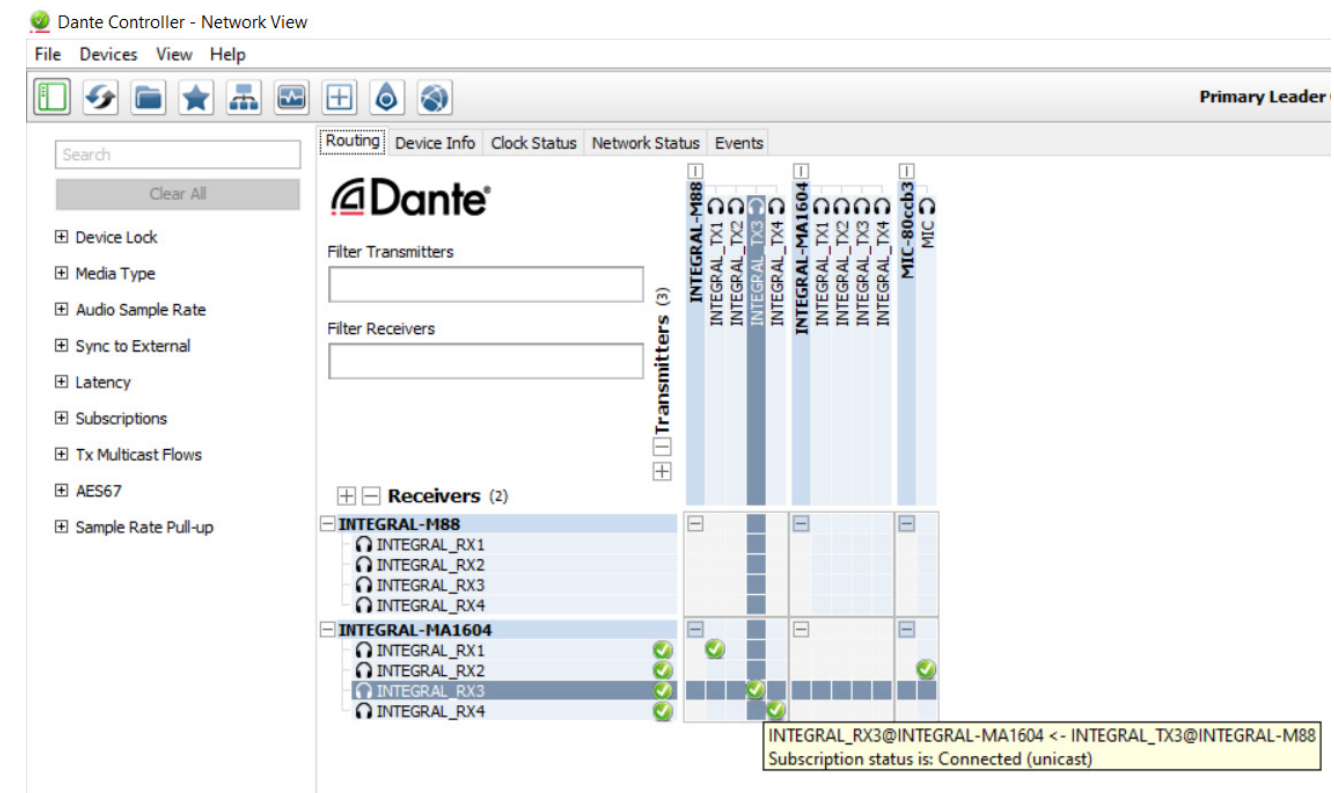 Dante Controller - Network View
File Devices View Help
Primary Leader
Routing Device Info Clock Status Network Status Events
Search
Clear All
Device Lock
Media Type
Audio Sample Rate
Sync to External
Latency
Subscriptions
Tx Multicast Flows
AES67
Sample Rate Pull-up
Dante®
Filter Transmitters
Filter Receivers
Transmitters (3)
INTEGRAL-M88
INTEGRAL_TX1
INTEGRAL_TX2
INTEGRAL_TX3
INTEGRAL_TX4
INTEGRAL-MA1604
INTEGRAL_TX1
INTEGRAL_TX2
INTEGRAL_TX3
INTEGRAL_TX4
MIC-80ccb3
MIC
Receivers (2)
INTEGRAL-M88
INTEGRAL_RX1
INTEGRAL_RX2
INTEGRAL_RX3
INTEGRAL_RX4
INTEGRAL-MA1604
INTEGRAL_RX1
INTEGRAL_RX2
INTEGRAL_RX3
INTEGRAL_RX4
INTEGRAL_RX3@INTEGRAL-MA1604 <- INTEGRAL_TX3@INTEGRAL-M88
Subscription status is: Connected (unicast)